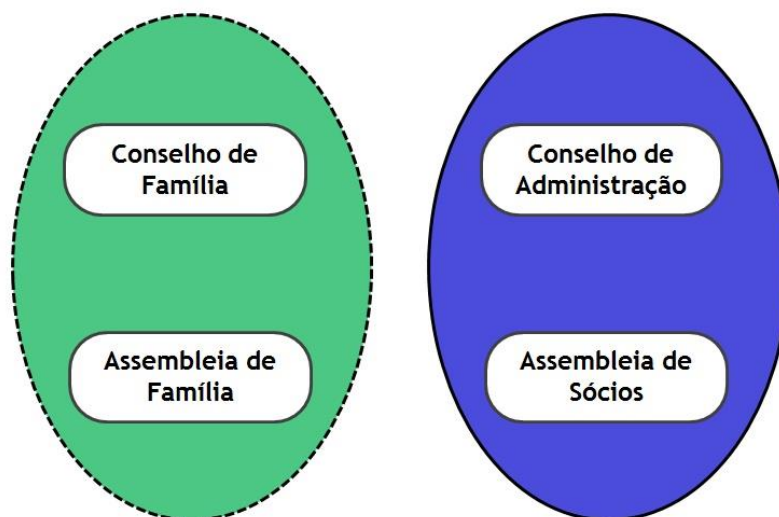 Conselho de
Família
Conselho de
Administração
Assembleia de
Família
Assembleia de
Sócios